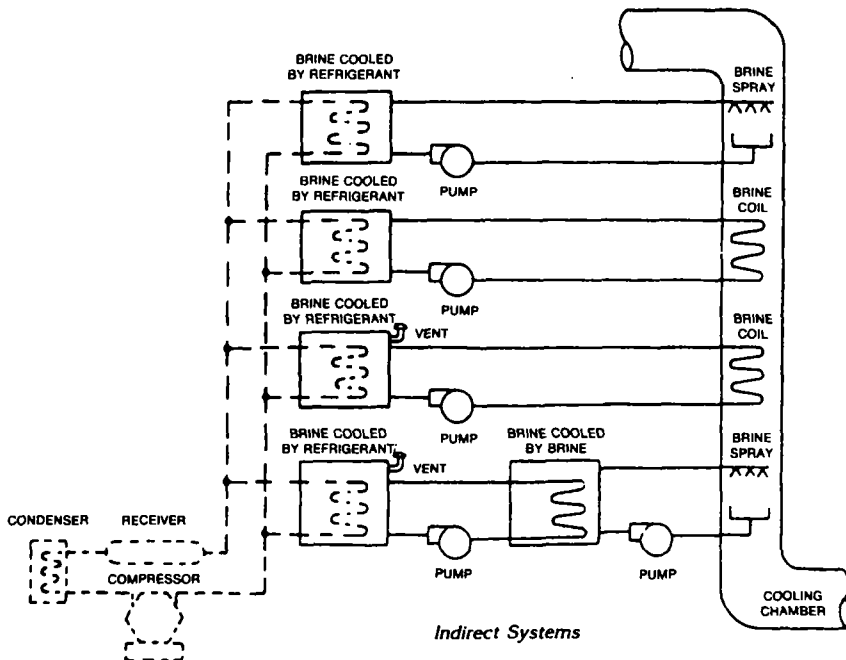 BRINE COOLED
BY REFRIGERANT
BRINE
SPRAY
PUMP
BRINE COOLED
BY REFRIGERANT
BRINE
COIL
PUMP
BRINE COOLED
BY REFRIGERANT
VENT
BRINE
COIL
PUMP
BRINE COOLED
BY REFRIGERANT
VENT
BRINE COOLED
BY BRINE
BRINE
SPRAY
PUMP
PUMP
CONDENSER
RECEIVER
COMPRESSOR
COOLING
CHAMBER
Indirect Systems